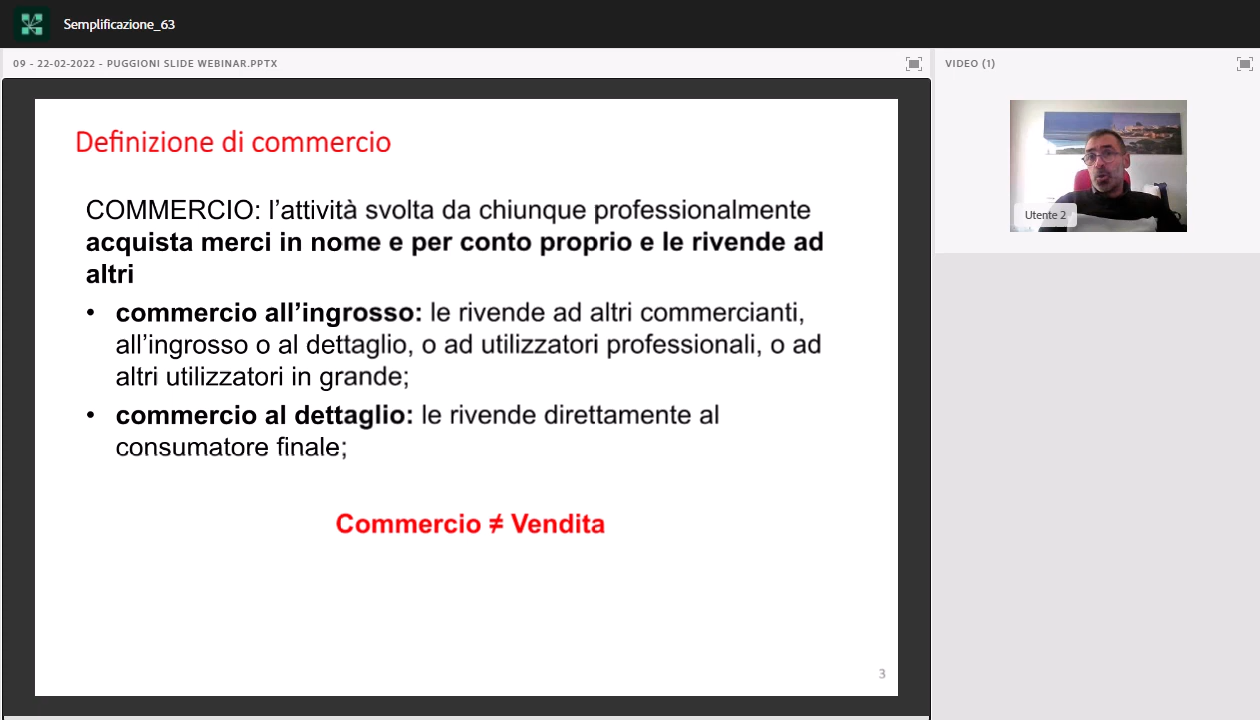 Semplificazione_63
09 - 22-02-2022 - PUGGIONI SLIDE WEBINAR.PPTX
VIDEO (1)
Definizione di commercio
COMMERCIO: l’attività svolta da chiunque professionalmente
acquista merci in nome e per conto proprio e le rivende ad
altri
• commercio all’ingrosso: le rivende ad altri commercianti,
all’ingrosso o al dettaglio, o ad utilizzatori professionali, o ad
altri utilizzatori in grande;
• commercio al dettaglio: le rivende direttamente al
consumatore finale;
Commercio ≠ Vendita
3
Utente 2